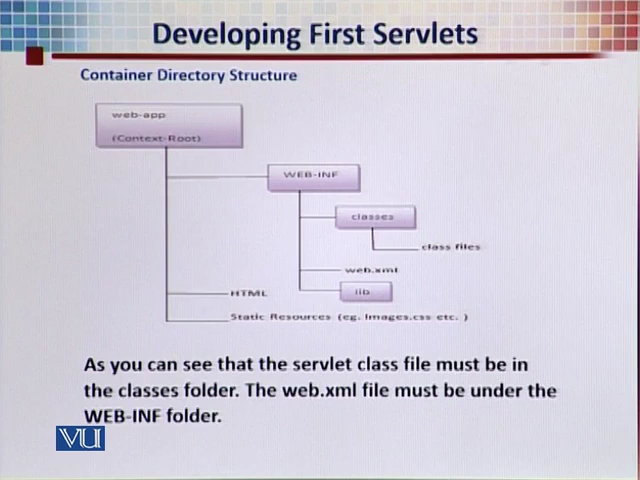 Developing First Servlets
Container Directory Structure
web-app
(Context-Root)
WEB-INF
classes
class files
web.xml
lib
HTML
Static Resources (eg. Images.css etc. )
As you can see that the servlet class file must be in
the classes folder. The web.xml file must be under the
WEB-INF folder.
VU